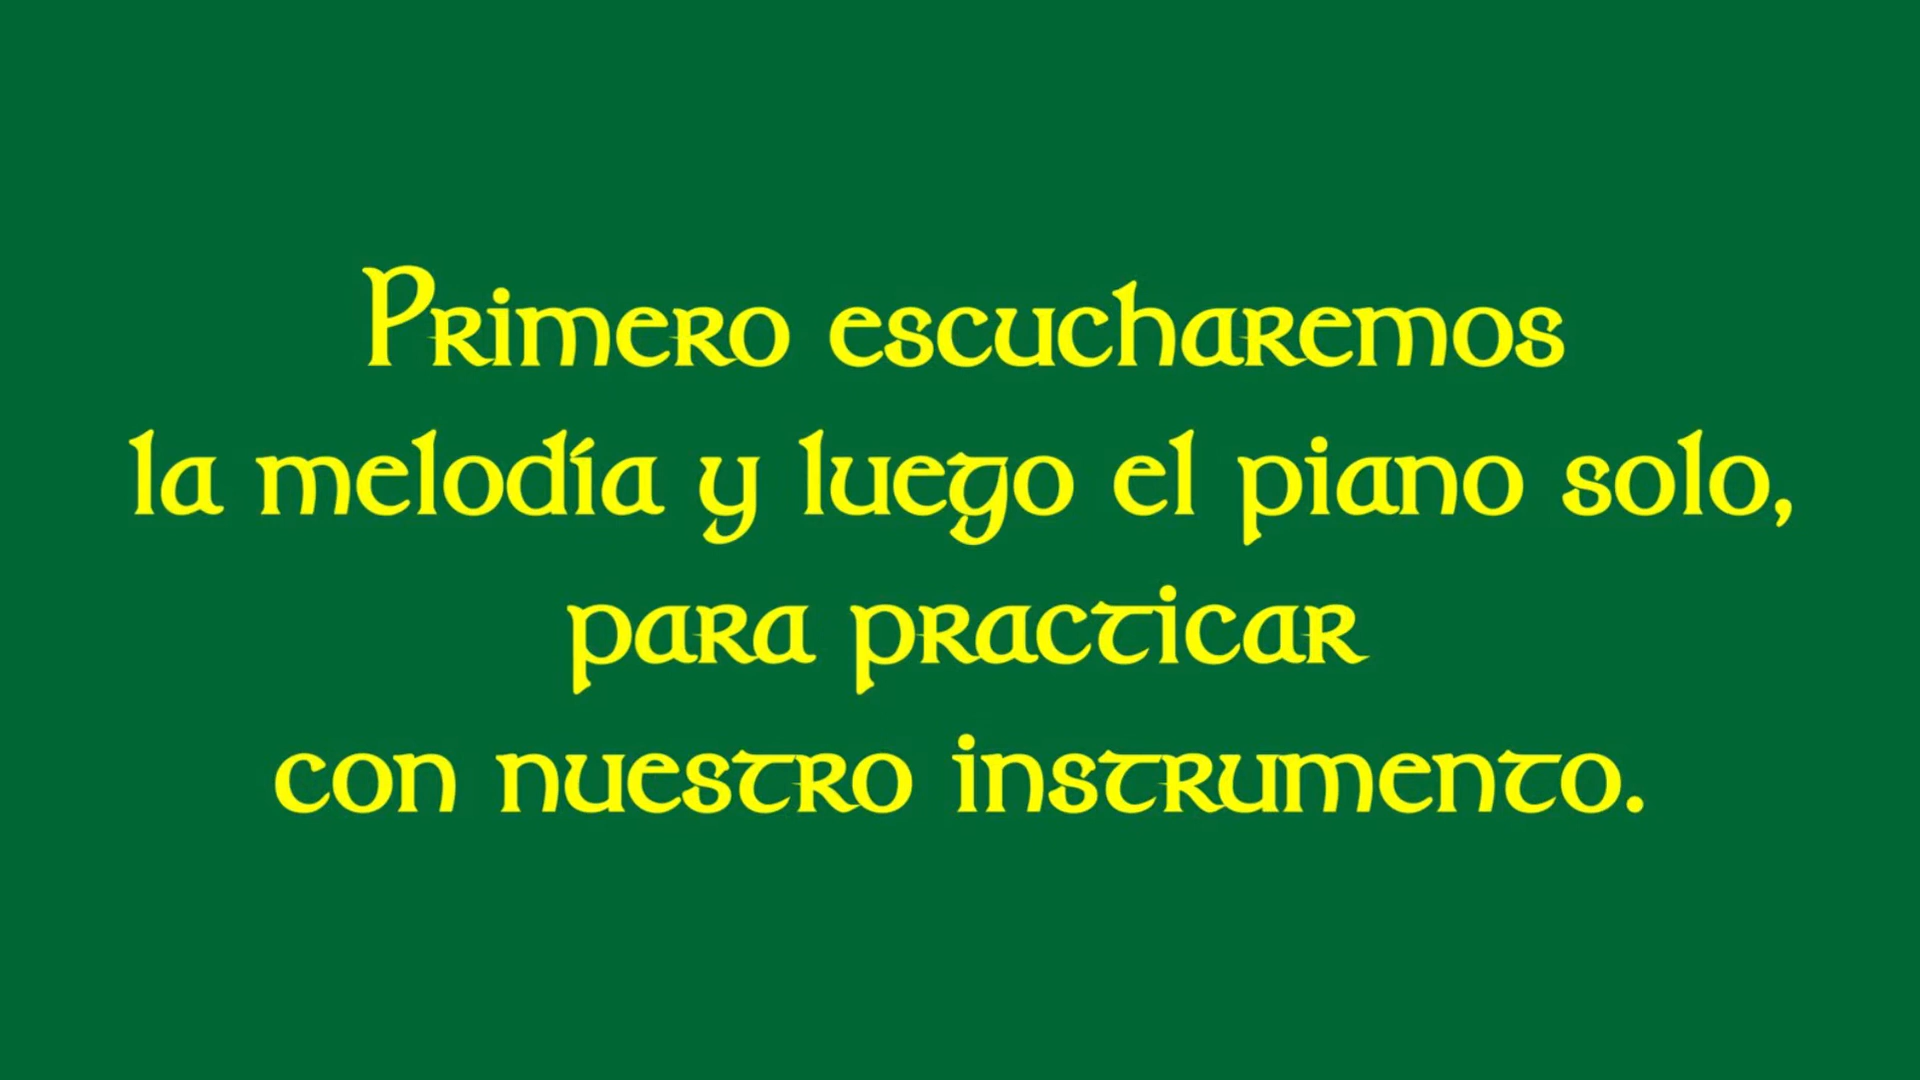 Primero escucharemos
la melodía y luego el piano solo,
para practicar
con nuestro instrumento.